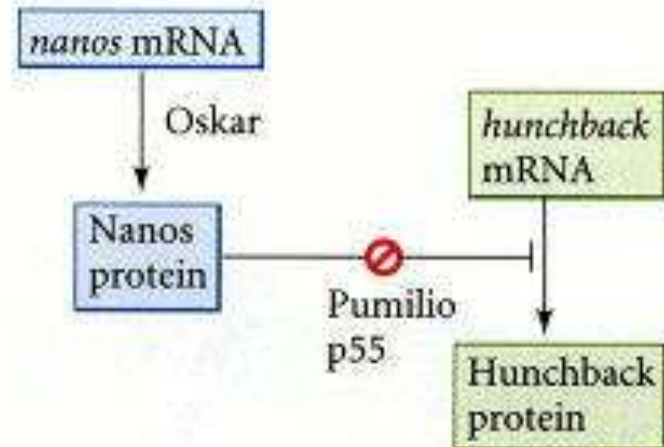 nanos mRNA
Oskar
hunchback
mRNA
Nanos
protein
Pumilio
p55
Hunchback
protein